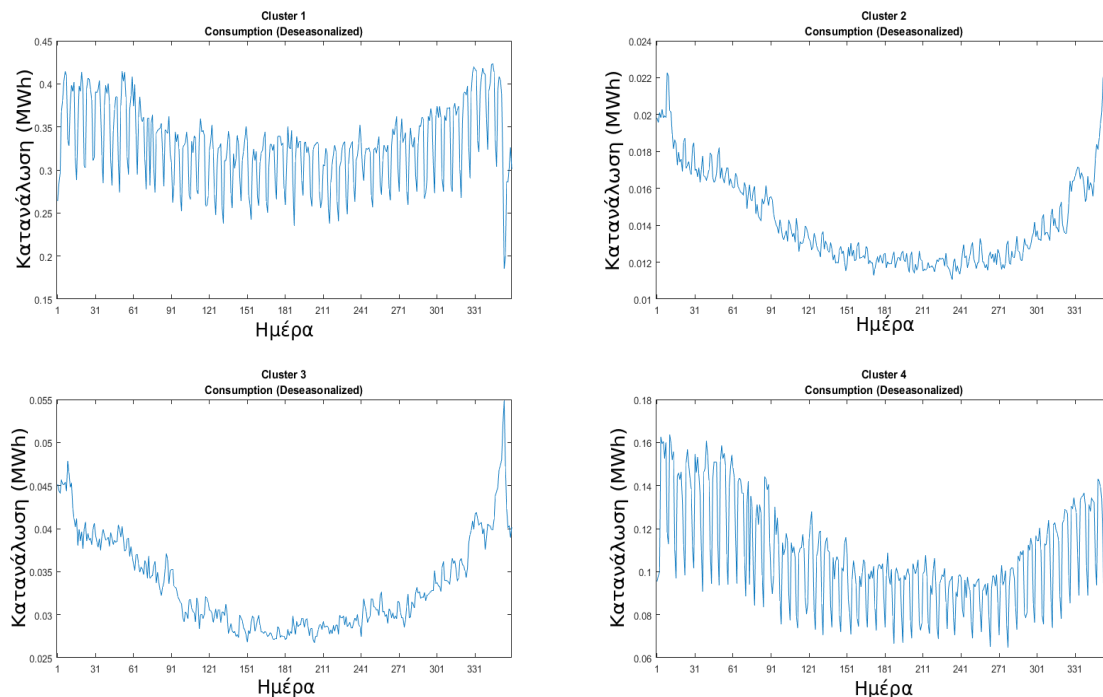 Cluster 1
Consumption (Deseasonalized)
Κατανάλωση (MWh)
0.45
0.4
0.35
0.3
0.25
0.2
0.15
1 31 61 91 121 151 181 211 241 271 301 331
Ημέρα
Cluster 2
Consumption (Deseasonalized)
Κατανάλωση (MWh)
0.024
0.022
0.02
0.018
0.016
0.014
0.012
0.01
1 31 61 91 121 151 181 211 241 271 301 331
Ημέρα
Cluster 3
Consumption (Deseasonalized)
Κατανάλωση (MWh)
0.055
0.05
0.045
0.04
0.035
0.03
0.025
1 31 61 91 121 151 181 211 241 271 301 331
Ημέρα
Cluster 4
Consumption (Deseasonalized)
Κατανάλωση (MWh)
0.18
0.16
0.14
0.12
0.1
0.08
0.06
1 31 61 91 121 151 181 211 241 271 301 331
Ημέρα